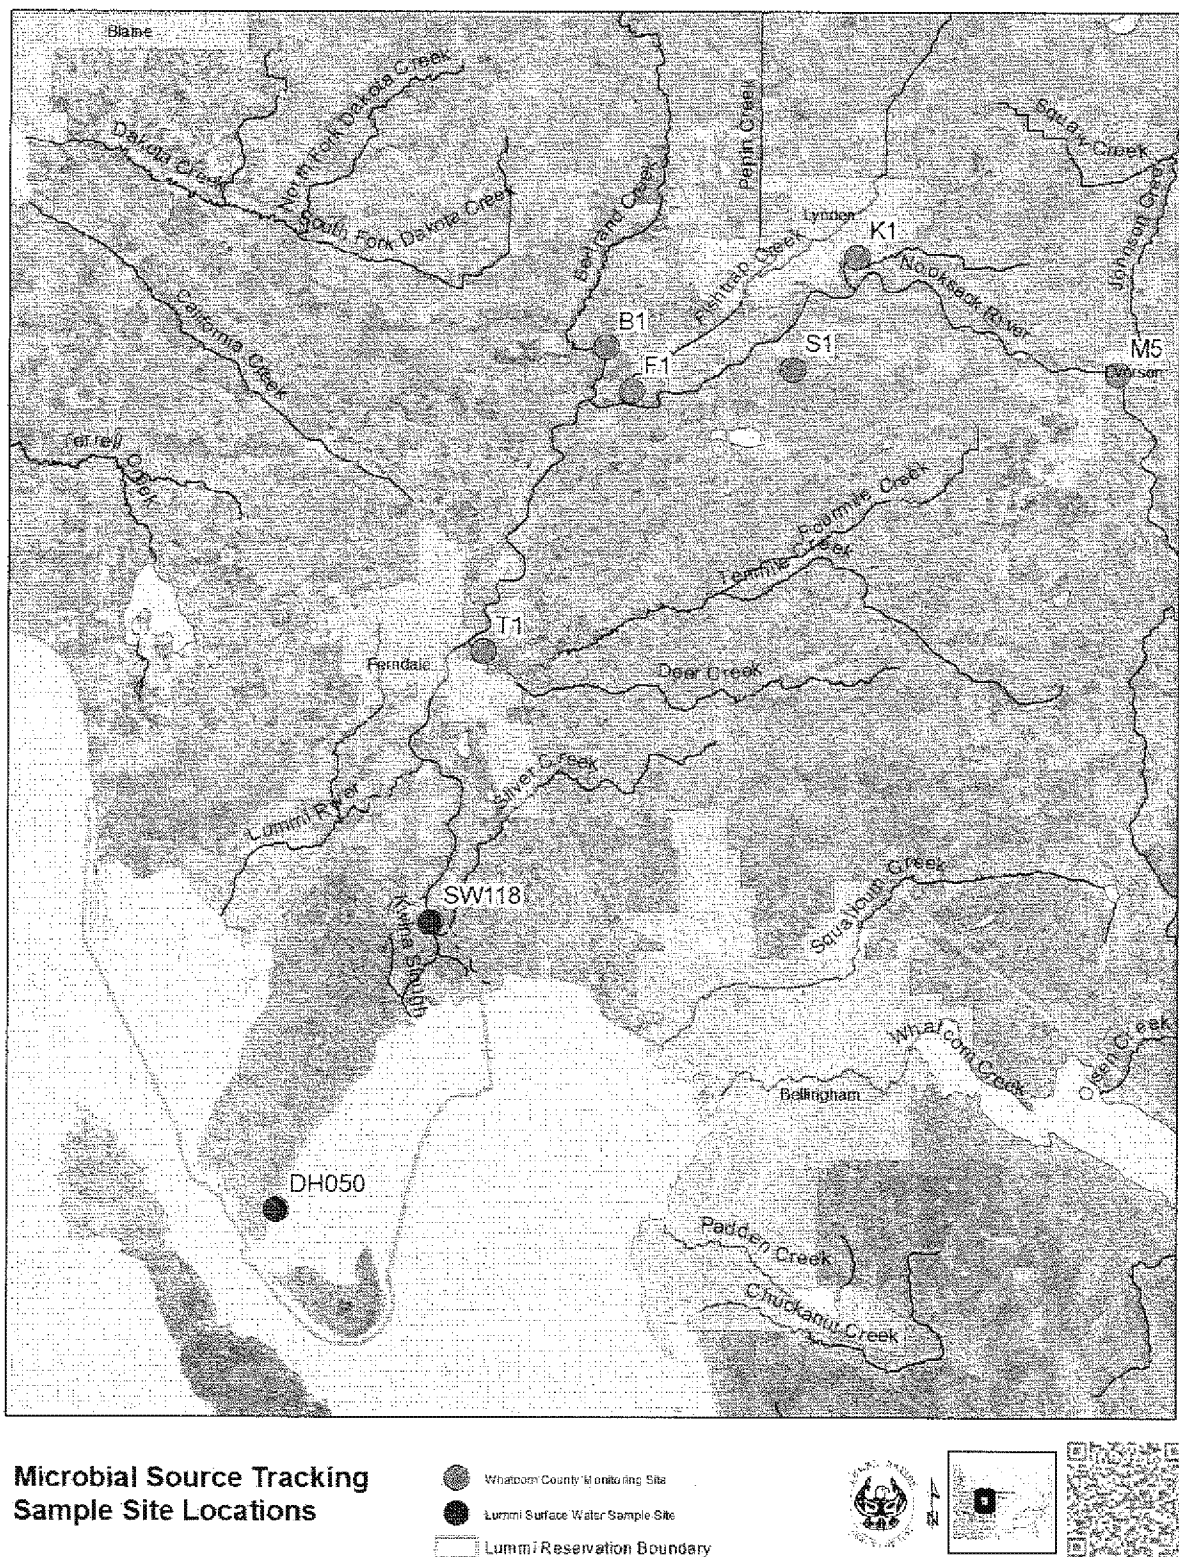 Blaine
Dakota Creek
North Fork Dakota Creek
South Fork Dakota Creek
Bertrand Creek
Pepin Creek
Squaw Creek
Johnson Creek
Lynden
K1
Fishtrap Creek
Nooksack River
California Creek
B1
F1
S1
M5
Everson
Terrell Creek
Fourmile Creek
Tenmile Creek
T1
Ferndale
Deer Creek
Silver Creek
Lummi River
SW118
Kwina Slough
Squalicum Creek
Whatcom Creek
Olsen Creek
Bellingham
DH050
Padden Creek
Chuckanut Creek
Microbial Source Tracking
Sample Site Locations
Whatcom County Monitoring Site
Lummi Surface Water Sample Site
Lummi Reservation Boundary
N